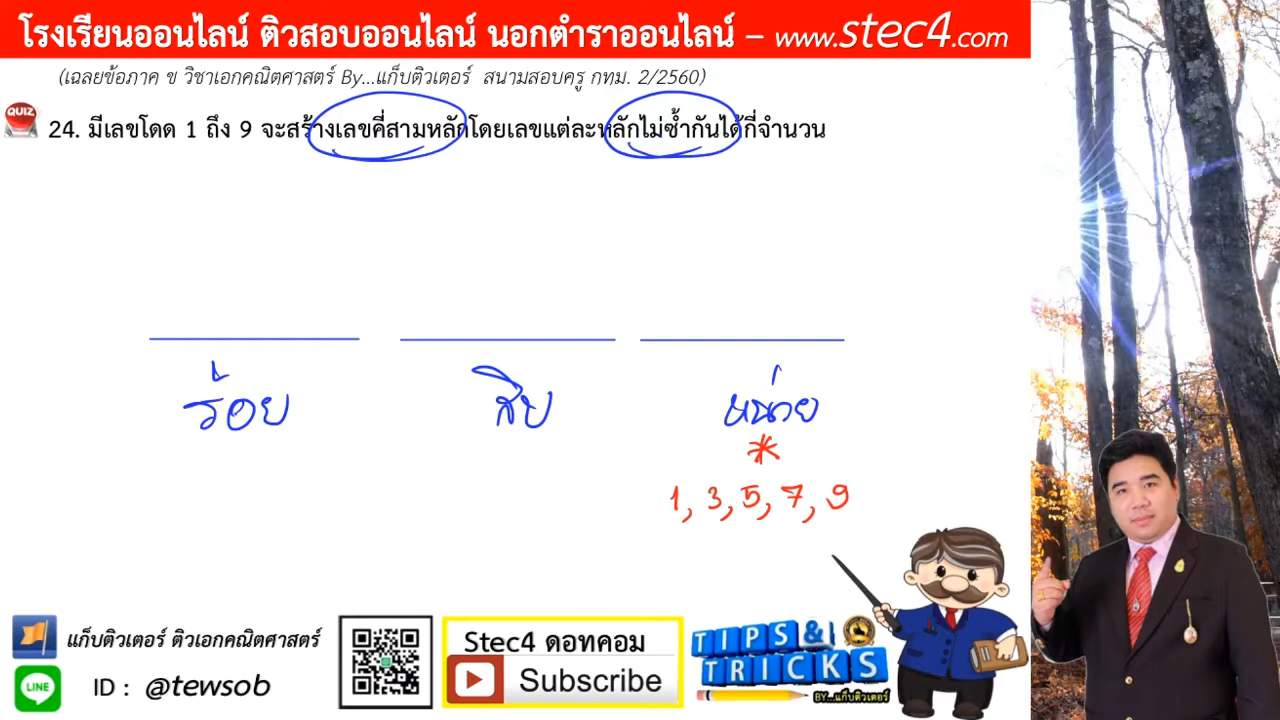 โรงเรียนออนไลน์ ติวสอบออนไลน์ นอกตำราออนไลน์ – www.stec4.com
(เฉลยข้อภาค ข วิชาเอกคณิตศาสตร์ By...แก็บติวเตอร์ สนามสอบครู กทม. 2/2560)
QUIZ
24. มีเลขโดด 1 ถึง 9 จะสร้างเลขคี่สามหลักโดยเลขแต่ละหลักไม่ซ้ำกันได้กี่จำนวน
ร้อย สิบ หน่วย
*
1, 3, 5, 7, 9
แก็บติวเตอร์ ติวเอกคณิตศาสตร์
LINE
ID : @tewsob
Stec4 ดอทคอม
Subscribe
TIPS &
TRICKS
BY...แก็บติวเตอร์